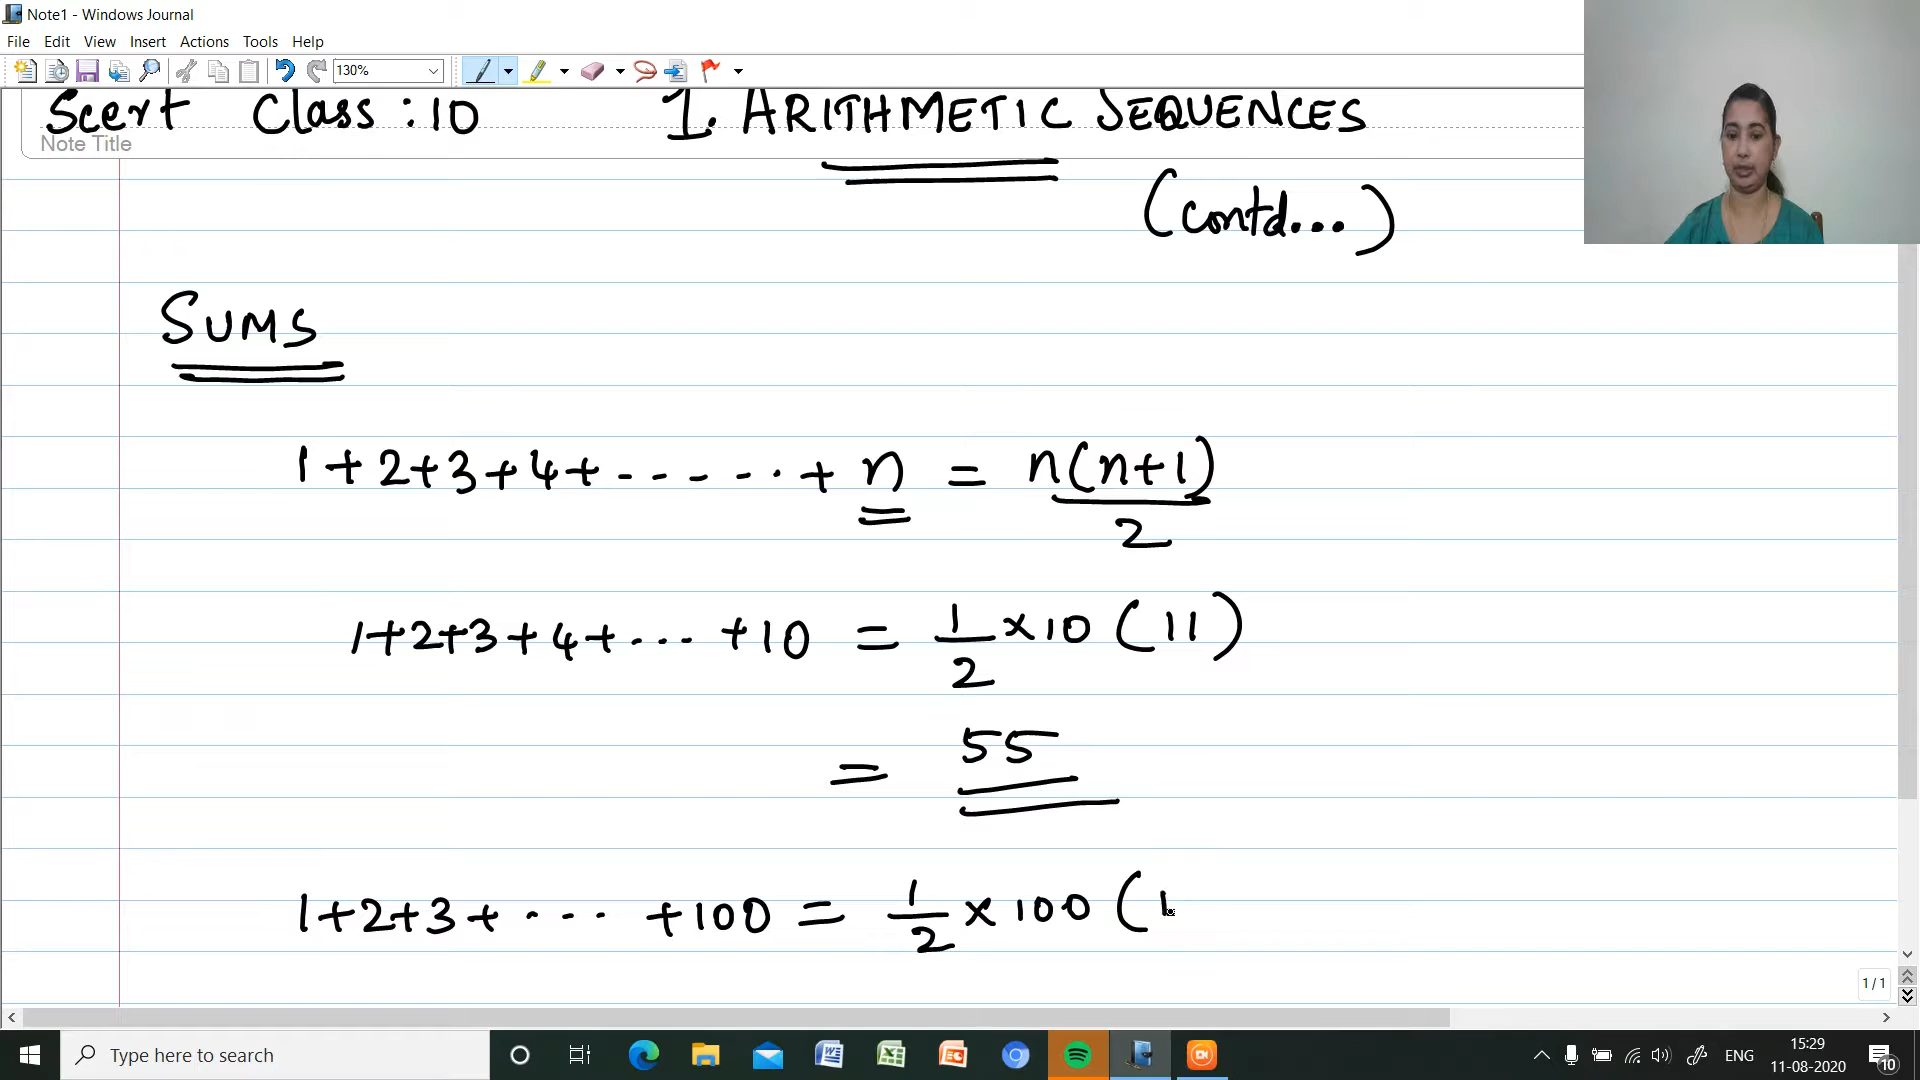 Note1 - Windows Journal
File Edit View Insert Actions Tools Help
130%
Scert Class : 10 1. ARITHMETIC SEQUENCES
Note Title
(contd...)
SUMS
1+2+3+4+ - - - - - · + n = n(n+1)/2
1+2+3+4+ ... +10 = 1/2 ×10 ( 11 )
= 55
1+2+3+ - · · · +100 = 1/2 × 100 ( 1
1 / 1
Type here to search
ENG
15:29
11-08-2020
10